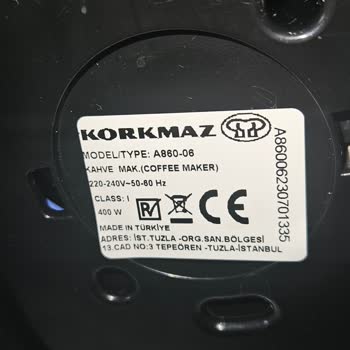 KORKMAZ
MODEL/TYPE: A860-06
KAHVE MAK.(COFFEE MAKER)
220-240V~50-60 Hz
CLASS: I
400 W
MADE IN TÜRKİYE
ADRES: İST.TUZLA -ORG.SAN.BÖLGESİ
13.CAD NO:3 TEPEÖREN -TUZLA-İSTANBUL
A86006230701335